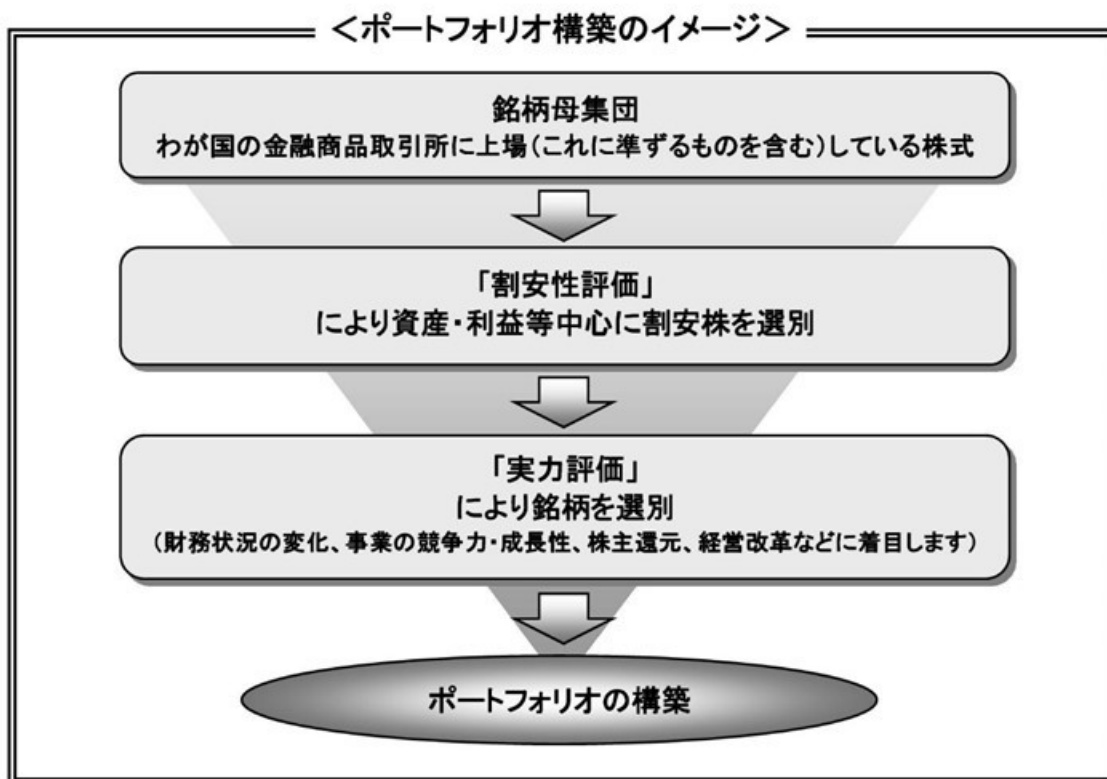 ＜ポートフォリオ構築のイメージ＞
銘柄母集団
わが国の金融商品取引所に上場（これに準ずるものを含む）している株式
「割安性評価」
により資産・利益等中心に割安株を選別
「実力評価」
により銘柄を選別
（財務状況の変化、事業の競争力・成長性、株主還元、経営改革などに着目します）
ポートフォリオの構築